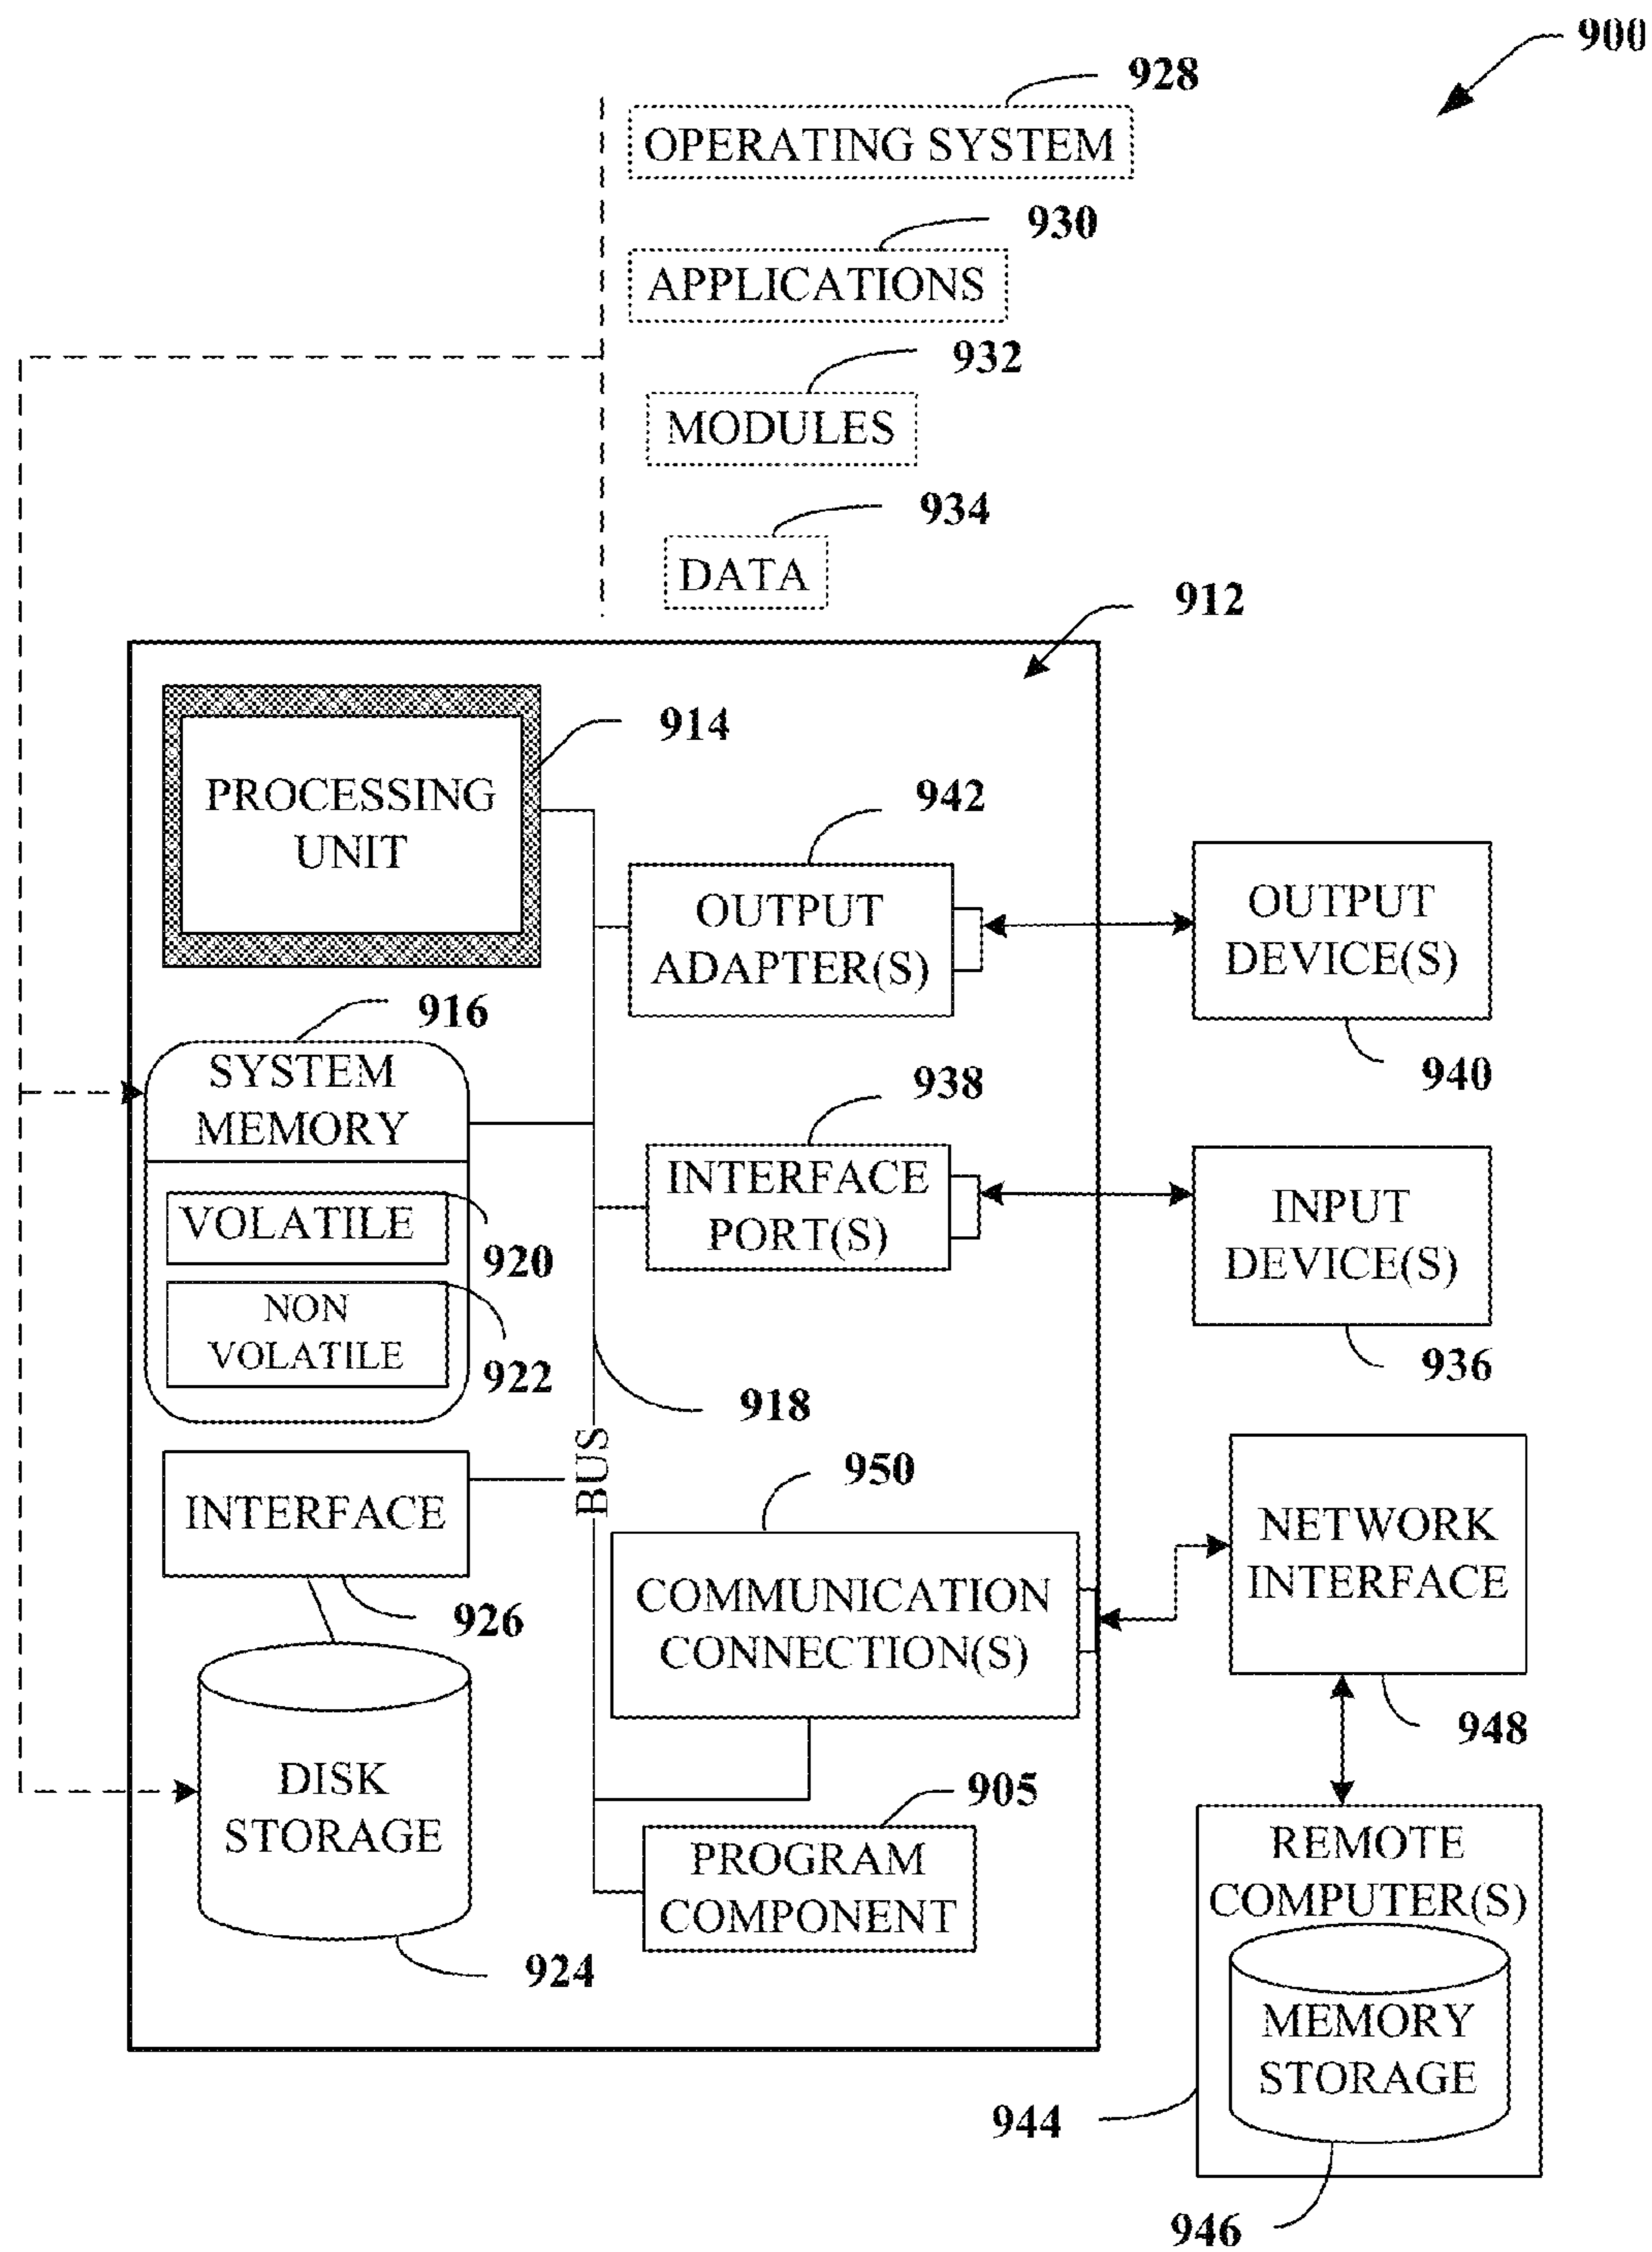 900
928
OPERATING SYSTEM
930
APPLICATIONS
932
MODULES
934
DATA
912
914
PROCESSING
UNIT
942
OUTPUT
ADAPTER(S)
OUTPUT
DEVICE(S)
940
916
SYSTEM
MEMORY
VOLATILE
920
NON
VOLATILE
922
938
INTERFACE
PORT(S)
INPUT
DEVICE(S)
936
918
BUS
INTERFACE
926
950
COMMUNICATION
CONNECTION(S)
NETWORK
INTERFACE
948
DISK
STORAGE
924
905
PROGRAM
COMPONENT
REMOTE
COMPUTER(S)
MEMORY
STORAGE
944
946